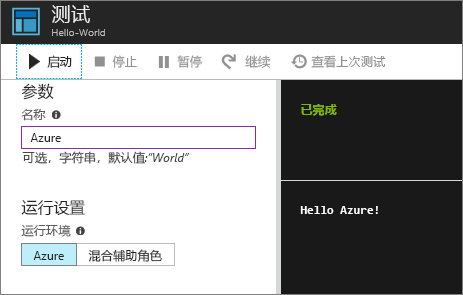 测试
Hello-World
启动 停止 暂停 继续 查看上次测试
参数
名称
Azure
可选，字符串，默认值:“World”
运行设置
运行环境
Azure 混合辅助角色
已完成
Hello Azure!